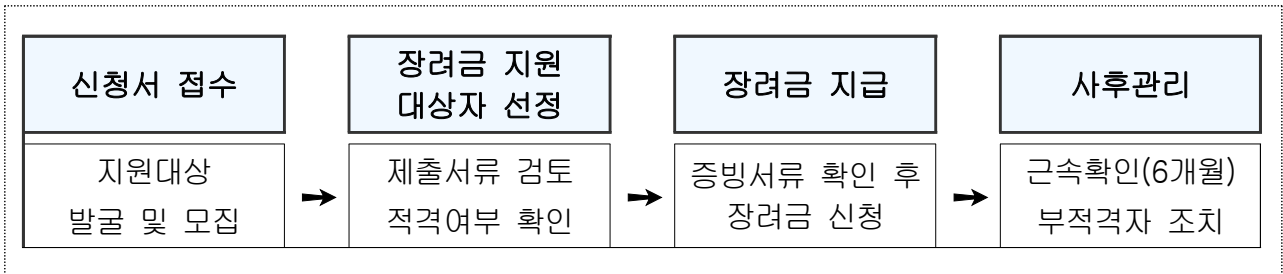 신청서 접수
지원대상
발굴 및 모집
➞
장려금 지원
대상자 선정
제출서류 검토
적격여부 확인
➞
장려금 지급
증빙서류 확인 후
장려금 신청
➞
사후관리
근속확인(6개월)
부적격자 조치